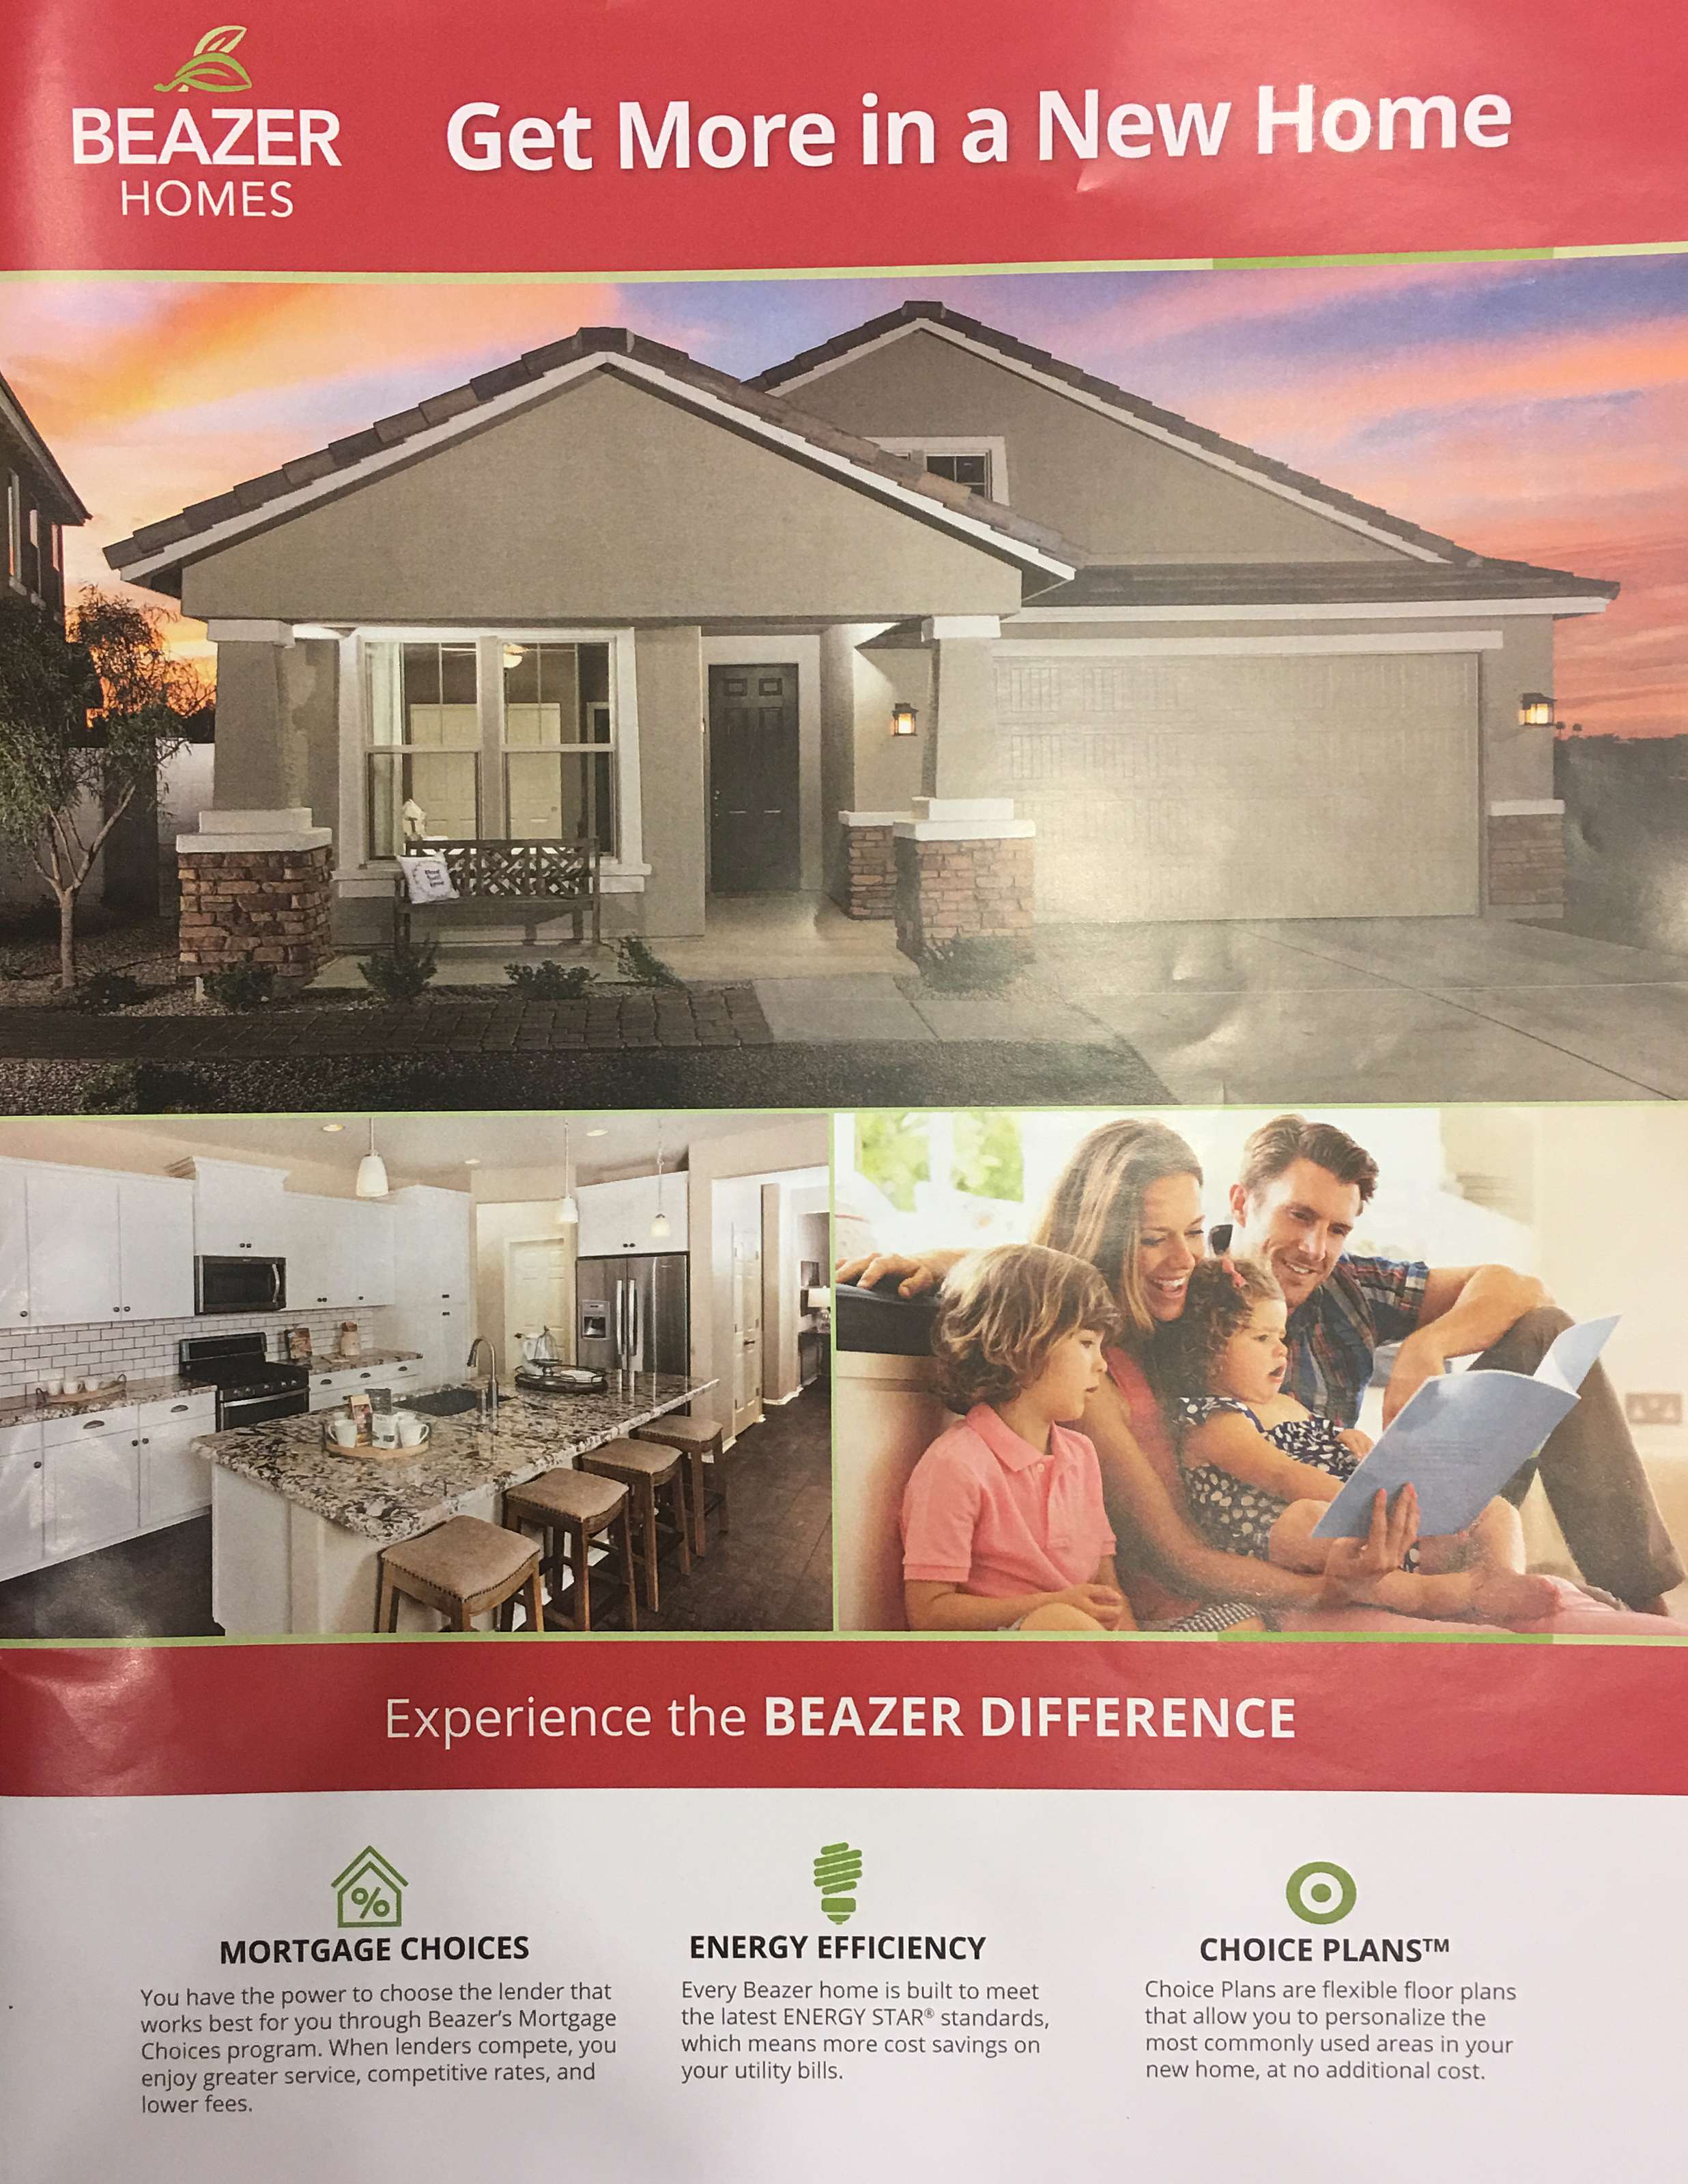 BEAZER
HOMES
Get More in a New Home
Experience the BEAZER DIFFERENCE
%
MORTGAGE CHOICES
You have the power to choose the lender that
works best for you through Beazer's Mortgage
Choices program. When lenders compete, you
enjoy greater service, competitive rates, and
lower fees.
ENERGY EFFICIENCY
Every Beazer home is built to meet
the latest ENERGY STAR® standards,
which means more cost savings on
your utility bills.
CHOICE PLANS™
Choice Plans are flexible floor plans
that allow you to personalize the
most commonly used areas in your
new home, at no additional cost.